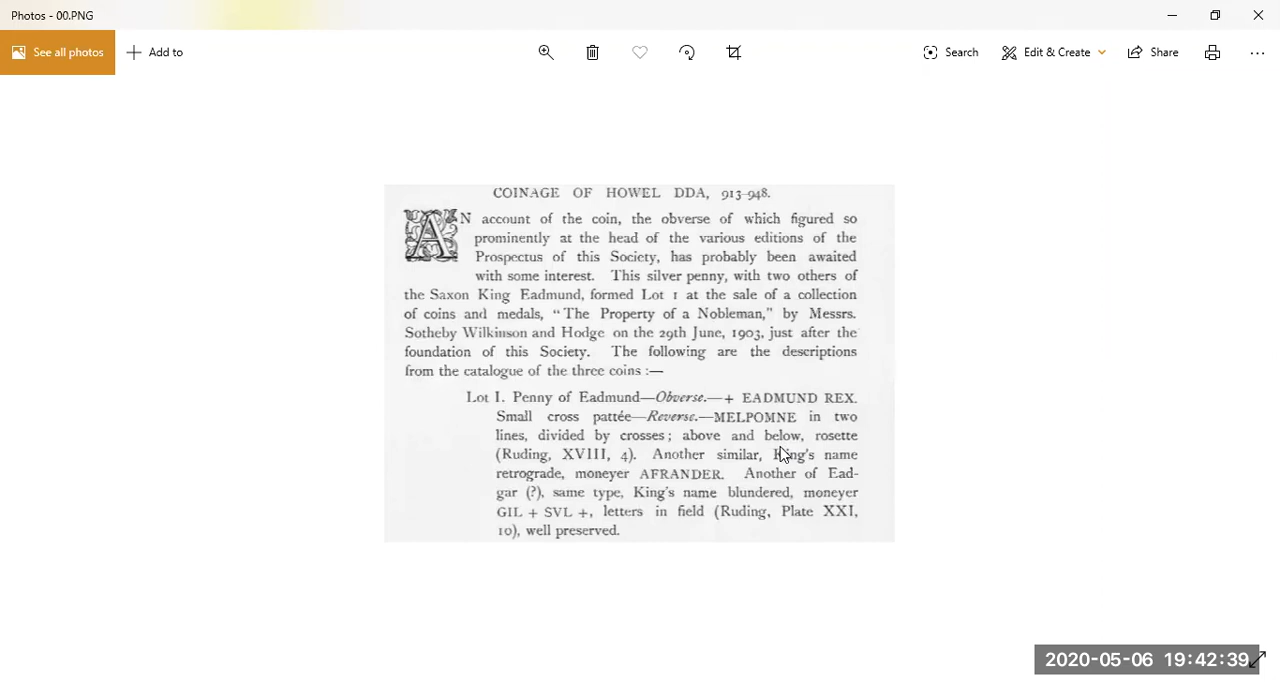 Photos - 00.PNG
See all photos
Add to
Search
Edit & Create
Share
COINAGE OF HOWEL DDA, 913-948.
AN account of the coin, the obverse of which figured so
prominently at the head of the various editions of the
Prospectus of this Society, has probably been awaited
with some interest. This silver penny, with two others of
the Saxon King Eadmund, formed Lot 1 at the sale of a collection
of coins and medals, "The Property of a Nobleman," by Messrs.
Sotheby Wilkinson and Hodge on the 29th June, 1903, just after the
foundation of this Society. The following are the descriptions
from the catalogue of the three coins :—
Lot I. Penny of Eadmund—Obverse.—+ EADMUND REX.
Small cross pattée—Reverse.—MELPOMNE in two
lines, divided by crosses; above and below, rosette
(Ruding, XVIII, 4). Another similar, King's name
retrograde, moneyer AFRANDER. Another of Ead-
gar (?), same type, King's name blundered, moneyer
GIL + SVL +, letters in field (Ruding, Plate XXI,
10), well preserved.
2020-05-06 19:42:39